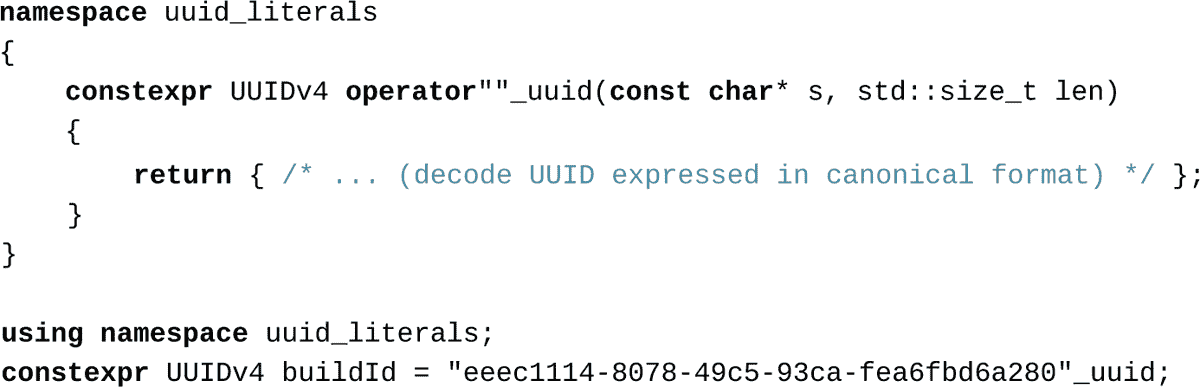 namespace uuid_literals
{
    constexpr UUIDv4 operator""_uuid(const char* s, std::size_t len)
    {
        return { /* ... (decode UUID expressed in canonical format) */ };
    }
}

using namespace uuid_literals;
constexpr UUIDv4 buildId = "eeec1114-8078-49c5-93ca-fea6fbd6a280"_uuid;